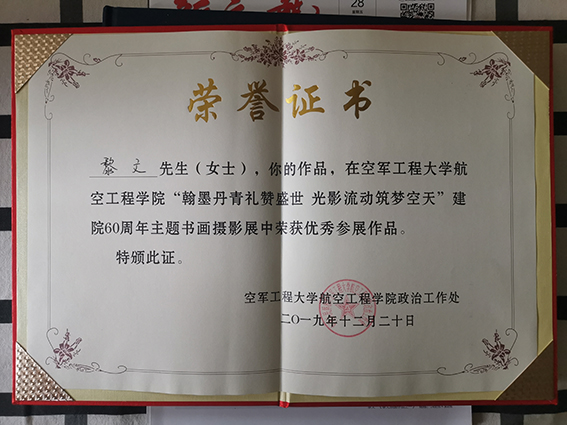 28
荣誉证书
黎文 先生（女士），你的作品，在空军工程大学航
空工程学院“翰墨丹青礼赞盛世 光影流动筑梦空天”建
院60周年主题书画摄影展中荣获优秀参展作品。
特颁此证。
空军工程大学航空工程学院政治工作处
二〇一九年十二月二十日